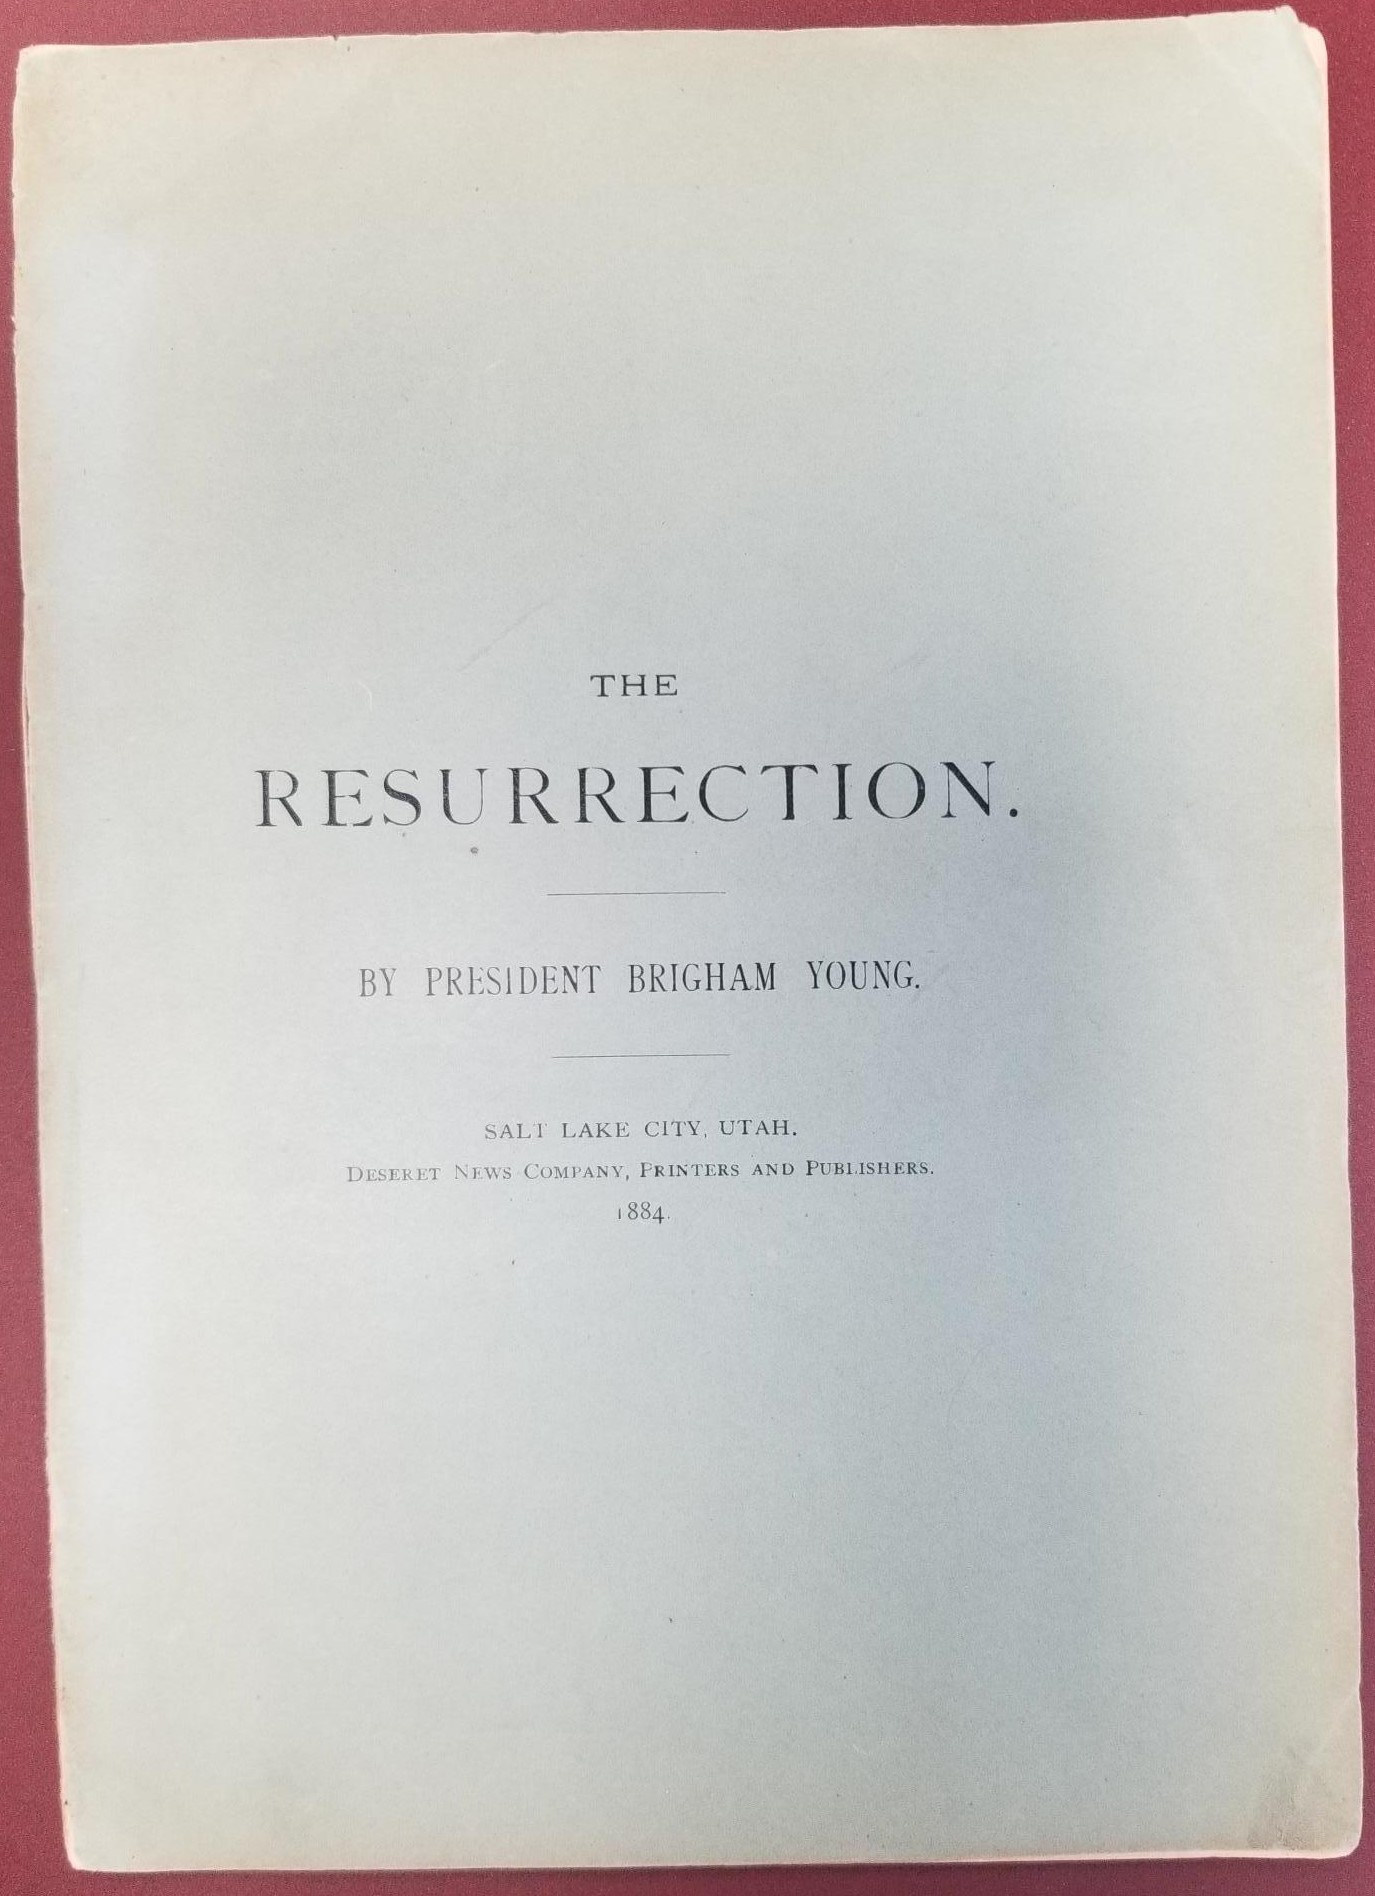 THE
RESURRECTION.
BY PRESIDENT BRIGHAM YOUNG.
SALT LAKE CITY, UTAH.
DESERET NEWS COMPANY, PRINTERS AND PUBLISHERS.
1884.